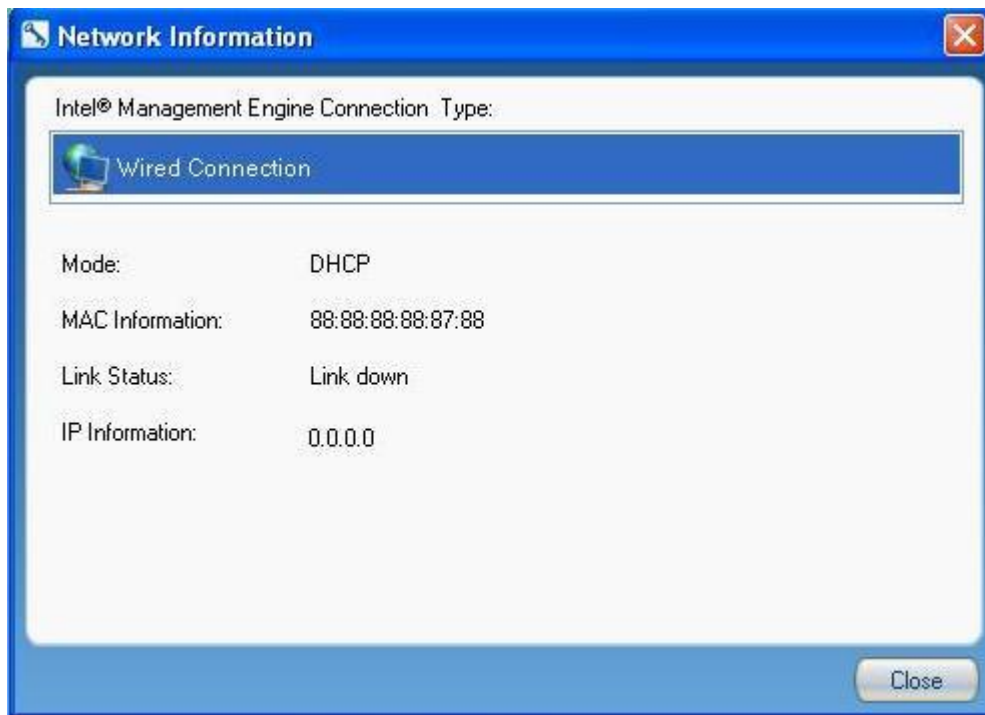 Network Information
Intel® Management Engine Connection Type:
Wired Connection
Mode: DHCP
MAC Information: 88:88:88:88:87:88
Link Status: Link down
IP Information: 0.0.0.0
Close